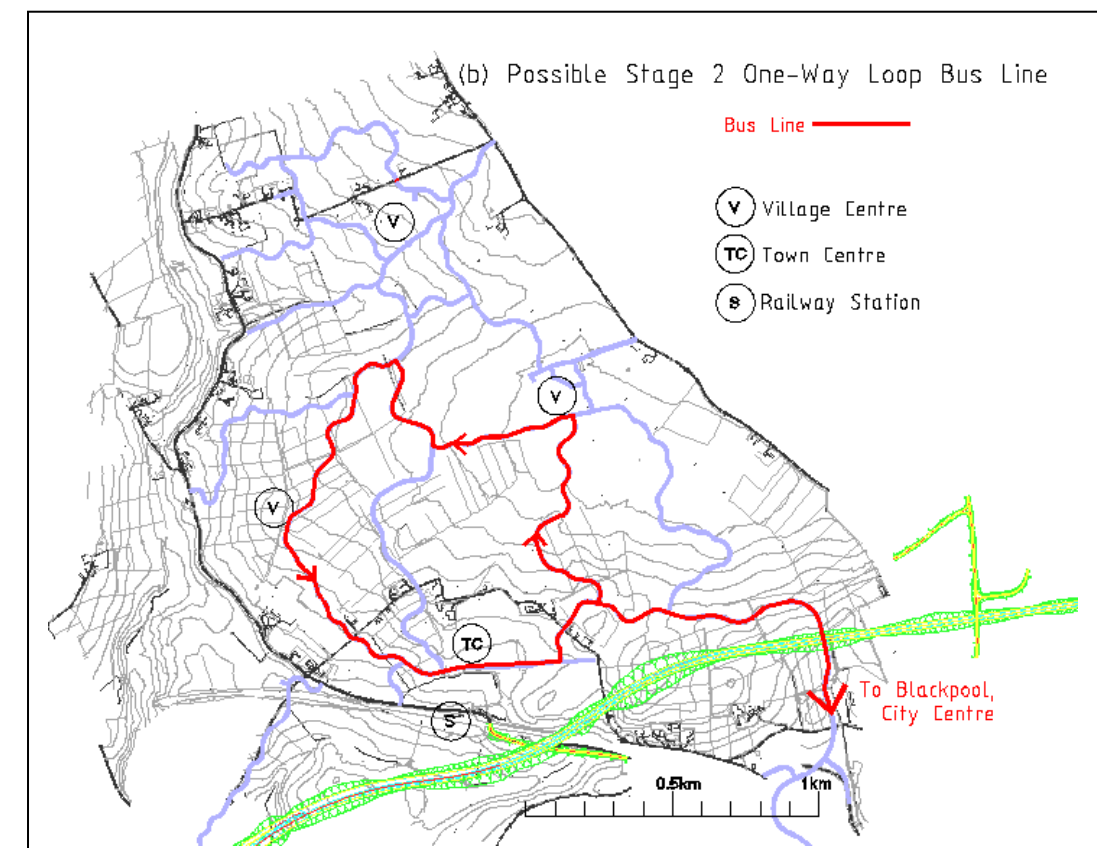 (b) Possible Stage 2 One-Way Loop Bus Line
Bus Line
V Village Centre
TC Town Centre
S Railway Station
V
V
V
TC
S
To Blackpool,
City Centre
0.5km 1km